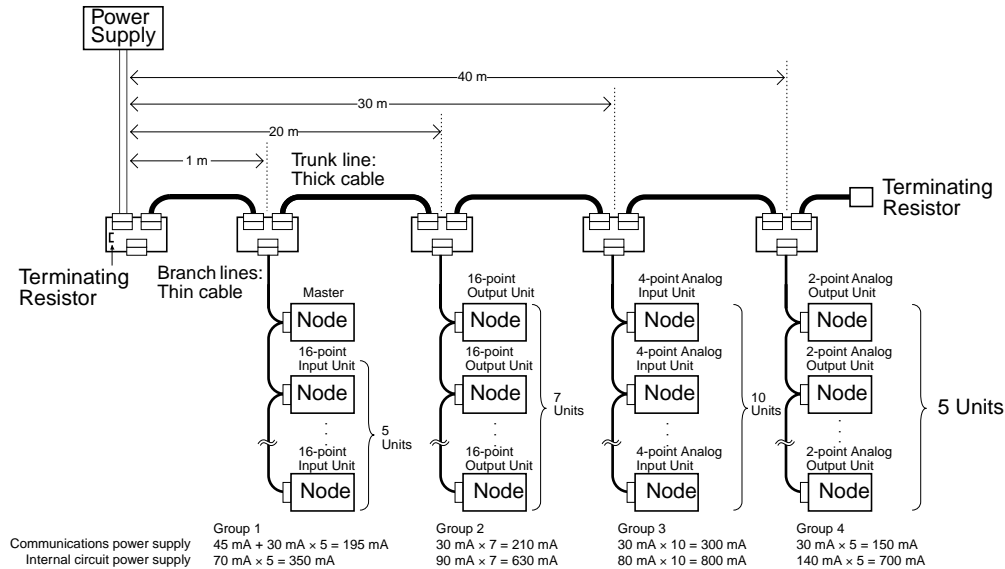 Power
Supply
40 m
30 m
20 m
1 m
Trunk line:
Thick cable
Terminating
Resistor
Terminating
Resistor
Branch lines:
Thin cable
Master
Node
16-point
Input Unit
Node
16-point
Input Unit
Node
5
Units
16-point
Output Unit
Node
16-point
Output Unit
Node
16-point
Output Unit
Node
7
Units
4-point Analog
Input Unit
Node
4-point Analog
Input Unit
Node
4-point Analog
Input Unit
Node
10
Units
2-point Analog
Output Unit
Node
2-point Analog
Output Unit
Node
2-point Analog
Output Unit
Node
5 Units
Group 1 Group 2 Group 3 Group 4
Communications power supply 45 mA + 30 mA × 5 = 195 mA 30 mA × 7 = 210 mA 30 mA × 10 = 300 mA 30 mA × 5 = 150 mA
Internal circuit power supply 70 mA × 5 = 350 mA 90 mA × 7 = 630 mA 80 mA × 10 = 800 mA 140 mA × 5 = 700 mA